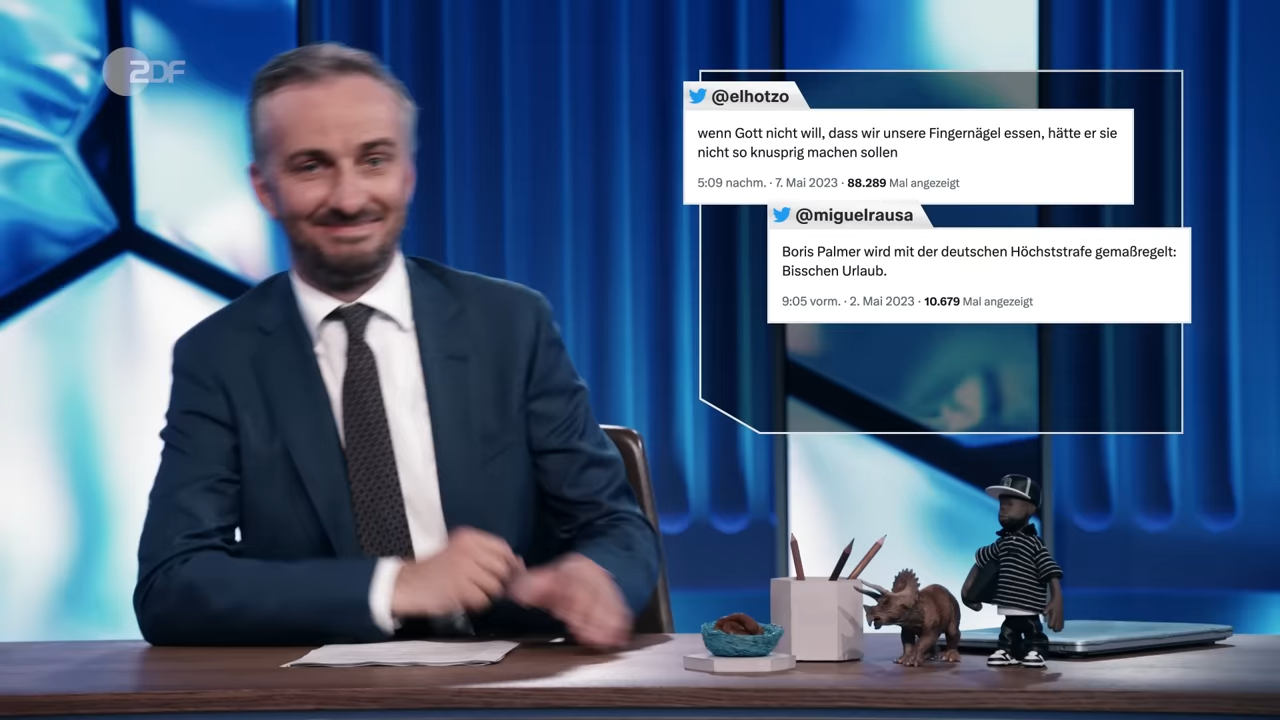 ZDF
@elhotzo
wenn Gott nicht will, dass wir unsere Fingernägel essen, hätte er sie
nicht so knusprig machen sollen
5:09 nachm. · 7. Mai 2023 · 88.289 Mal angezeigt
@miguelrausa
Boris Palmer wird mit der deutschen Höchststrafe gemaßregelt:
Bisschen Urlaub.
9:05 vorm. · 2. Mai 2023 · 10.679 Mal angezeigt